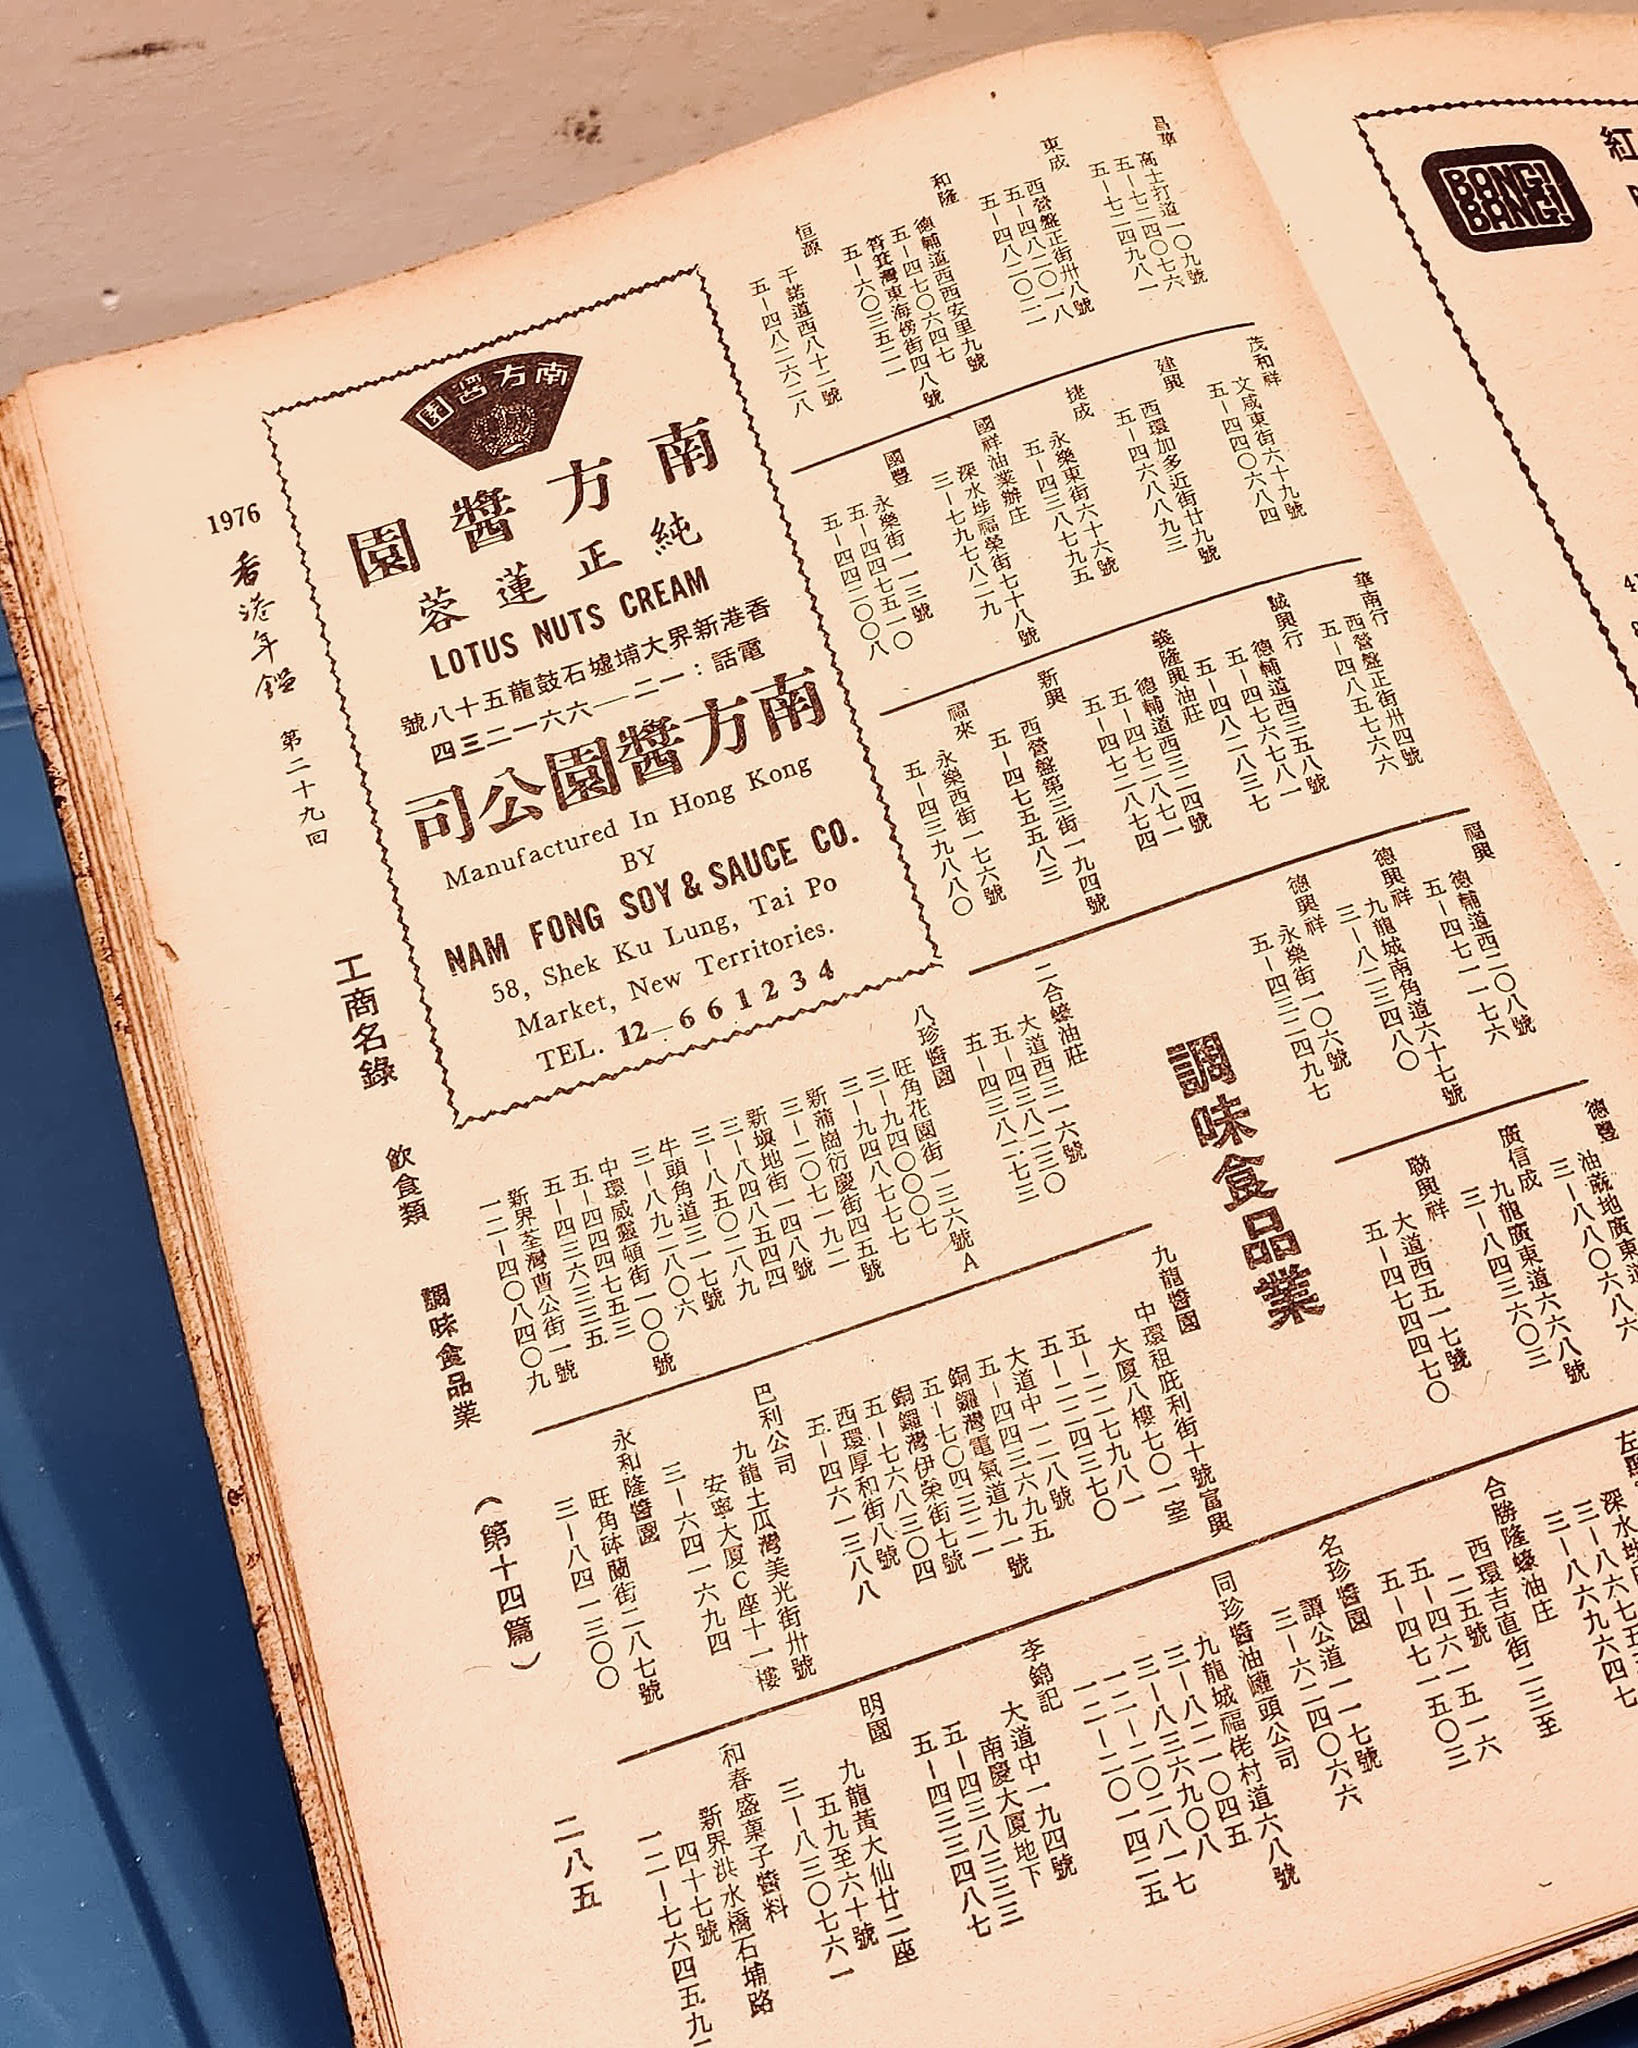 1976 香港年鑑 第二十九回
工商名錄 飲食類 調味食品業 (第十四篇)
二八五
南方醬園
南方醬園
純正蓮蓉
LOTUS NUTS CREAM
香港新界大埔墟石鼓龍五十八號
電話:一二—六六一二三四
南方醬園公司
Manufactured In Hong Kong
BY
NAM FONG SOY & SAUCE CO.
58, Shek Ku Lung, Tai Po
Market, New Territories.
TEL. 12—661234
昌華
高士打道一〇九號
五-七二四〇七六
五-七二四九八一
東成
西營盤正街卅八號
五-四八二〇一八
五-四八二〇二二
和隆
德輔道西西安里九號
五-四七〇六四七
筲箕灣東海傍街四八號
五-六〇三五二一
恒源
干諾道西八十二號
五-四八二六二八
茂和祥
文咸東街六十九號
五-四四〇六八四
建興
西環加多近街廿九號
五-四六八八九三
捷成
永樂東街六十六號
五-四三八七九五
國祥油業辦庄
深水埗福榮街七十八號
三-七九七八二九
國豐
永樂街一一三號
五-四四七五一〇
五-四四二〇〇八
華南行
西營盤正街卅四號
五-四八五七六六
誠興行
德輔道西三五八號
五-四七六七八一
五-四八二八三七
義隆興油莊
德輔道西三二四號
五-四七二八七一
五-四七二八七四
新興
西營盤第三街一九四號
五-四七五五八三
福來
永樂西街一七六號
五-四三九八八〇
福興
德輔道西二〇八號
五-四七一一七六
德興祥
九龍城南角道六十七號
三-八二三四八〇
德興祥
永樂街一〇六號
五-四三二四九七
調味食品業
二合蠔油莊
大道西三一六號
五-四三八二三〇
五-四三八二七三
八珍醬園
旺角花園街一三六號A
三-九四〇〇〇七
三-九四八七七七
新蒲崗衍慶街四五號
三-二〇七一九二
新填地街一四八號
三-八四八五四四
三-八五〇二八九
牛頭角道三一七號
三-八九二八〇六
中環威靈頓街一〇〇號
五-四四四七五三
五-四三六三三五
新界荃灣曹公街一號
一二-四〇八四〇九
德豐
油蔴地廣東道
三-八八〇六八六
廣信成
九龍廣東道六六八號
三-八四三六〇三
聯興祥
大道西五一七號
五-四七四四七〇
九龍醬園
中環祖庇利街十號富興
大厦八樓七〇一室
五-二二七九八一
五-二二四三七〇
大道中一二八號
五-四四三六九五
銅鑼灣電氣道九一號
五-七〇四三二一
銅鑼灣伊榮街七號
五-七六八三〇四
西環厚和街八號
五-四六一三八八
巴利公司
九龍土瓜灣美光街卅號
安寧大厦C座十一樓
三-六四一六九四
永和隆醬園
旺角砵蘭街二八七號
三-八四一三〇〇
深水埗
三-八六七五
三-八六九六四七
合勝隆蠔油庄
西環吉直街二三至
二五號
五-四六一五一六
五-四七一五〇三
名珍醬園
譚公道一一七號
三-六二四〇六六
同珍醬油罐頭公司
九龍城福佬村道六八號
三-八二一〇四五
三-八三六九〇八
一二-二〇二八一七
一二-二〇一四二五
李錦記
大道中一九四號
南慶大厦地下
五-四三八三三三
五-四三三四八七
明園
九龍黃大仙廿二座
五九至六十號
三-八三〇七六一
和春盛菓子醬料
新界洪水橋石埔路
四十七號
一二-七六四五九
BANG!
BANG!
紅